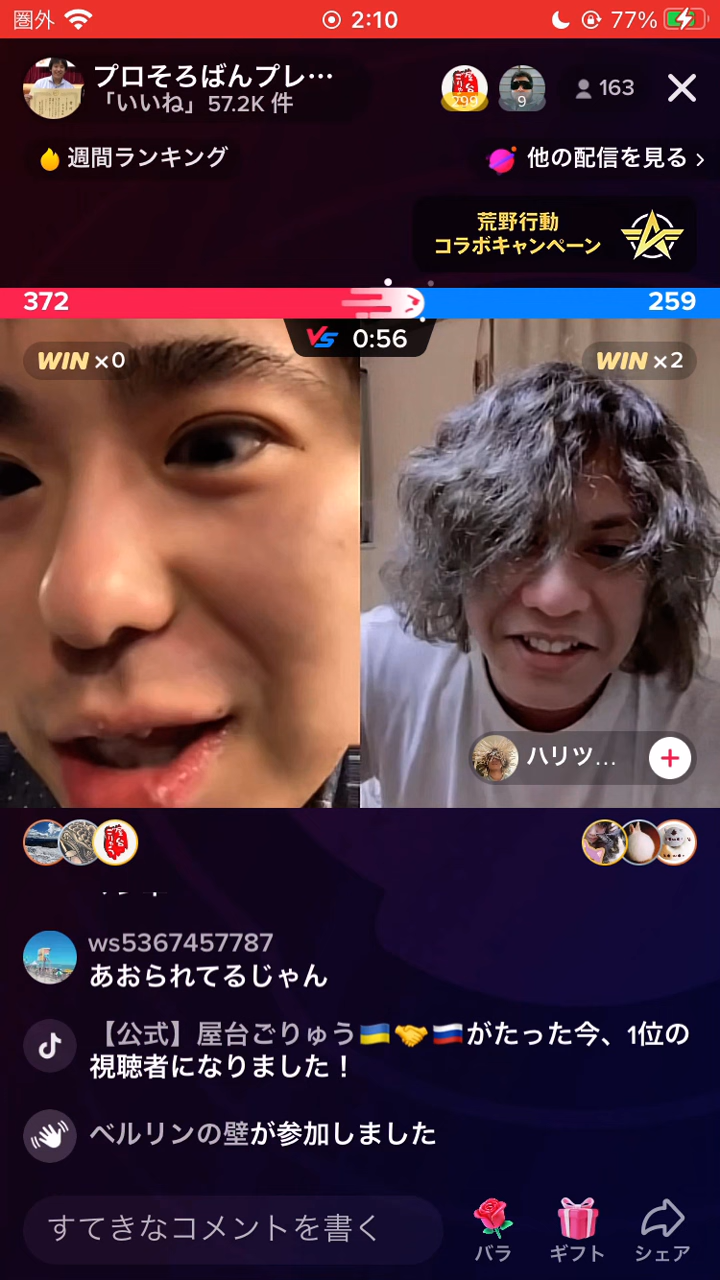 圏外 2:10 77%
プロそろばんプレ…
「いいね」57.2K 件
299 9 163
週間ランキング 他の配信を見る
荒野行動
コラボキャンペーン
372 259
VS 0:56
WIN ×0 WIN ×2
ハリツ…
ws5367457787
あおられてるじゃん
【公式】屋台ごりゅう🇺🇦🤝🇷🇺がたった今、1位の
視聴者になりました！
ベルリンの壁が参加しました
すてきなコメントを書く
バラ ギフト シェア